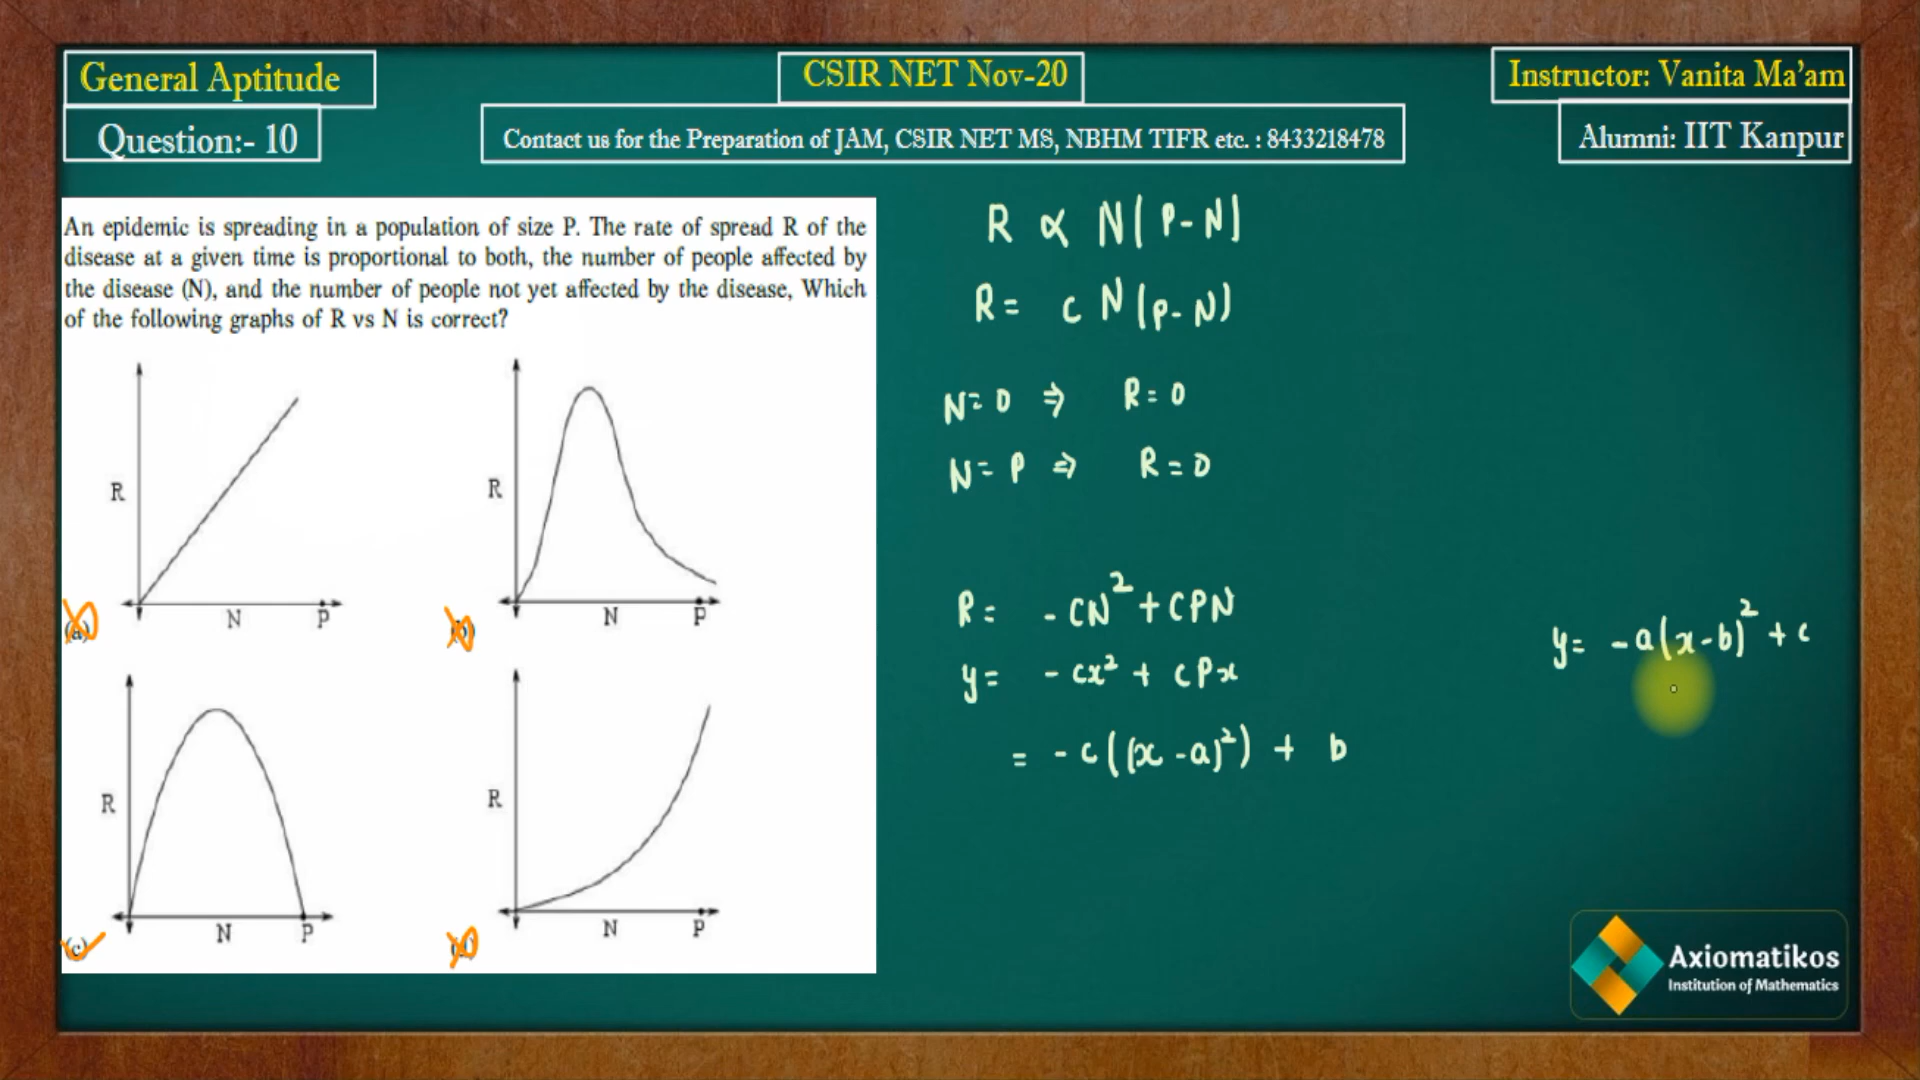 General Aptitude
CSIR NET Nov-20
Instructor: Vanita Ma'am
Question:- 10
Contact us for the Preparation of JAM, CSIR NET MS, NBHM TIFR etc. : 8433218478
Alumni: IIT Kanpur
An epidemic is spreading in a population of size P. The rate of spread R of the
disease at a given time is proportional to both, the number of people affected by
the disease (N), and the number of people not yet affected by the disease, Which
of the following graphs of R vs N is correct?
R
N
P
(a)
R
N
P
(b)
R
N
P
(c)
R
N
P
(d)
R ∝ N(P-N)
R = c N(P-N)
N=0 ⇒ R=0
N=P ⇒ R=0
R= -CN²+CPN
y= -cx² + cPx
= -c((x-a)²) + b
y= -a(x-b)²+c
Axiomatikos
Institution of Mathematics